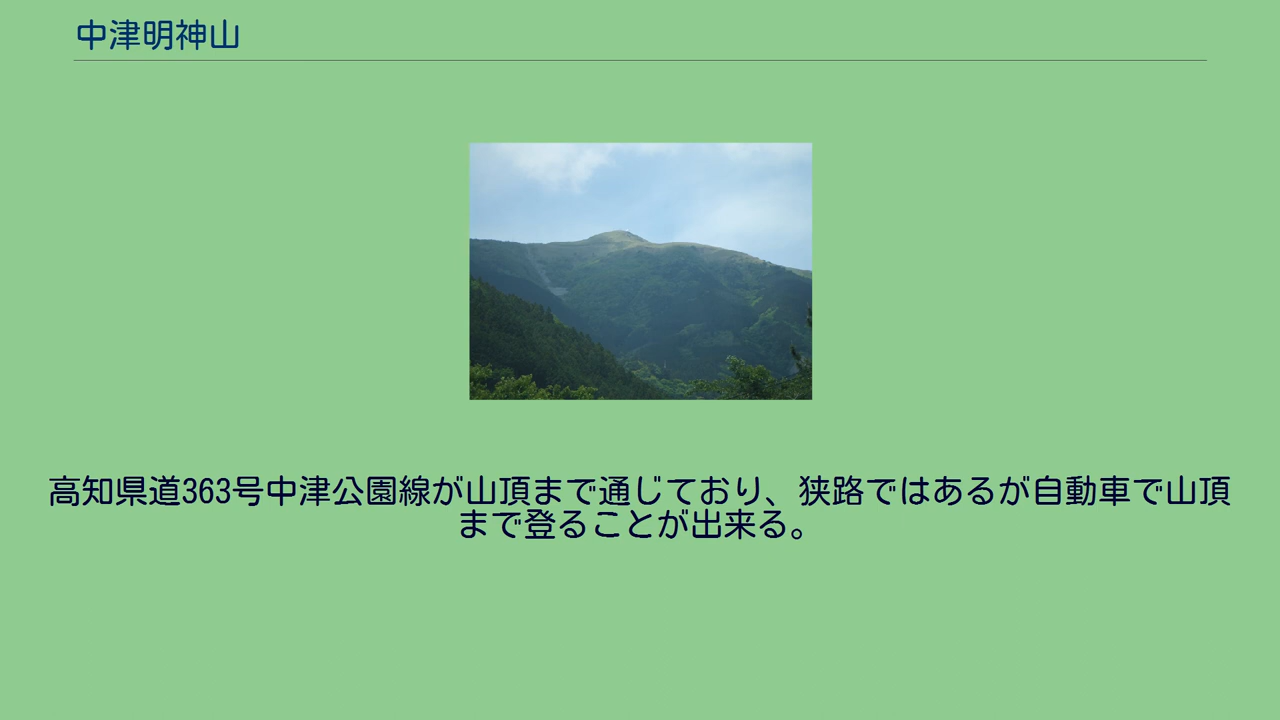 中津明神山
高知県道363号中津公園線が山頂まで通じており、狭路ではあるが自動車で山頂
まで登ることが出来る。